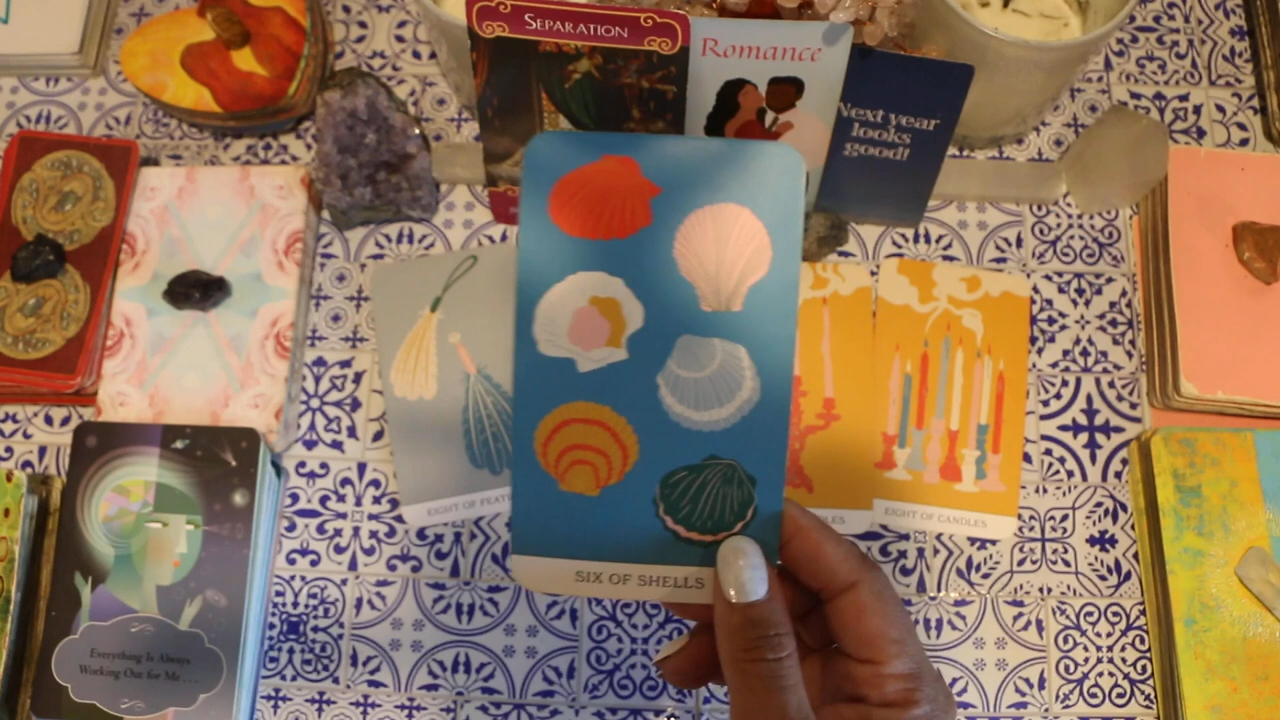 SEPARATION
Romance
Next year
looks
good!
EIGHT OF
EIGHT OF CANDLES
SIX OF SHELLS
Everything Is Always
Working Out for Me . . .